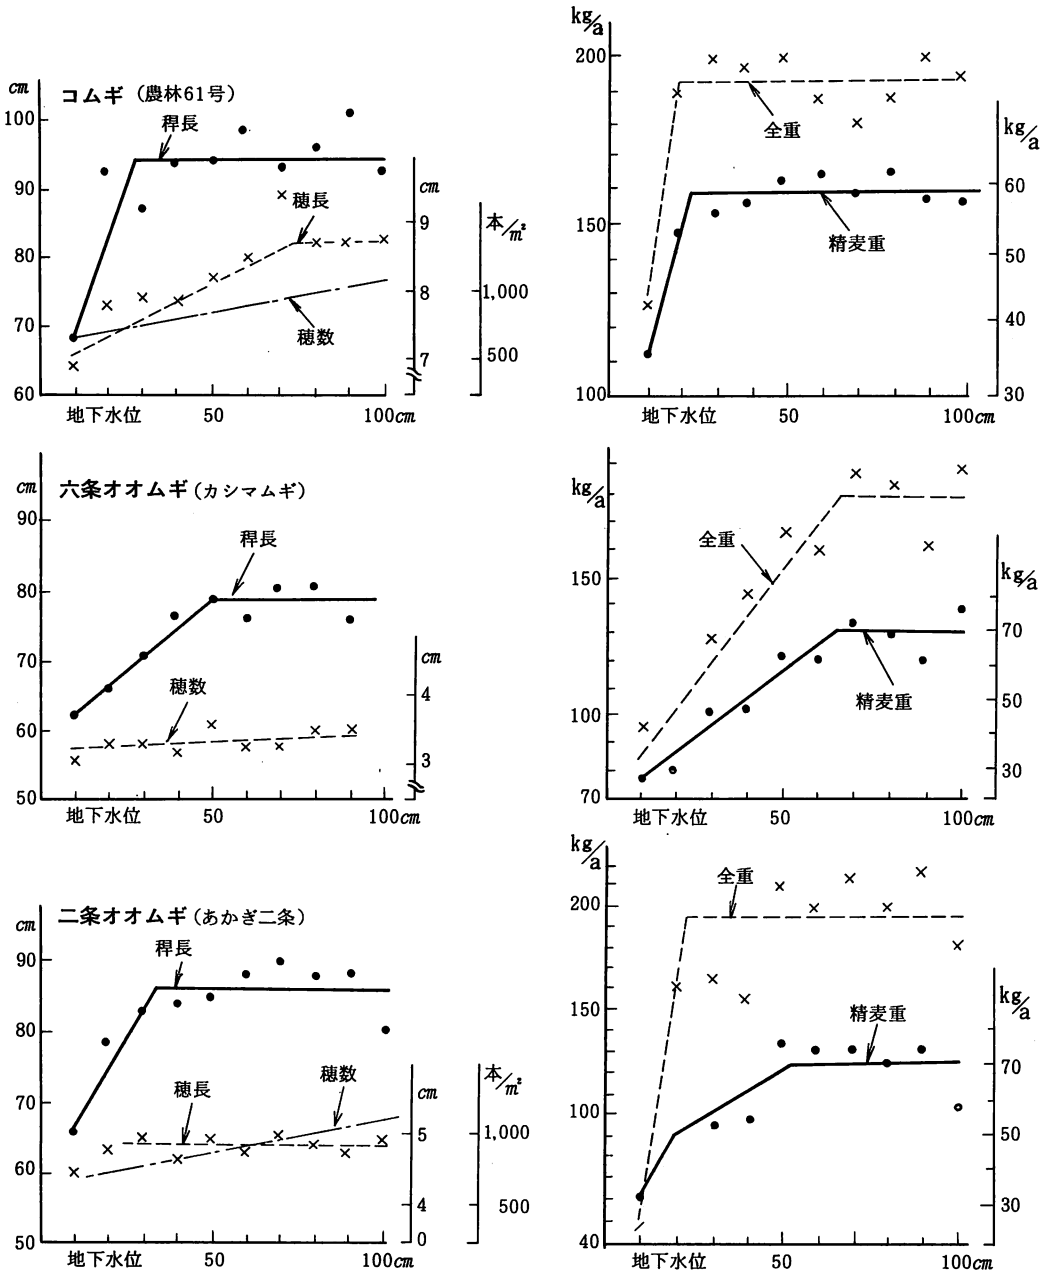 cm
コムギ（農林61号）
100
90
80
70
60
稈長
穂長
穂数
cm
9
8
7
本/m²
1,000
500
地下水位
50
100cm
kg/a
200
150
100
全重
精麦重
kg/a
60
50
40
30
地下水位
50
100cm
cm
六条オオムギ（カシマムギ）
90
80
70
60
50
稈長
穂数
cm
4
3
地下水位
50
100cm
kg/a
150
100
70
全重
精麦重
kg/a
70
50
30
地下水位
50
100cm
cm
二条オオムギ（あかぎ二条）
90
80
70
60
50
稈長
穂長
穂数
cm
5
4
0
本/m²
1,000
500
地下水位
50
100cm
kg/a
200
150
100
40
全重
精麦重
kg/a
70
50
30
地下水位
50
100cm